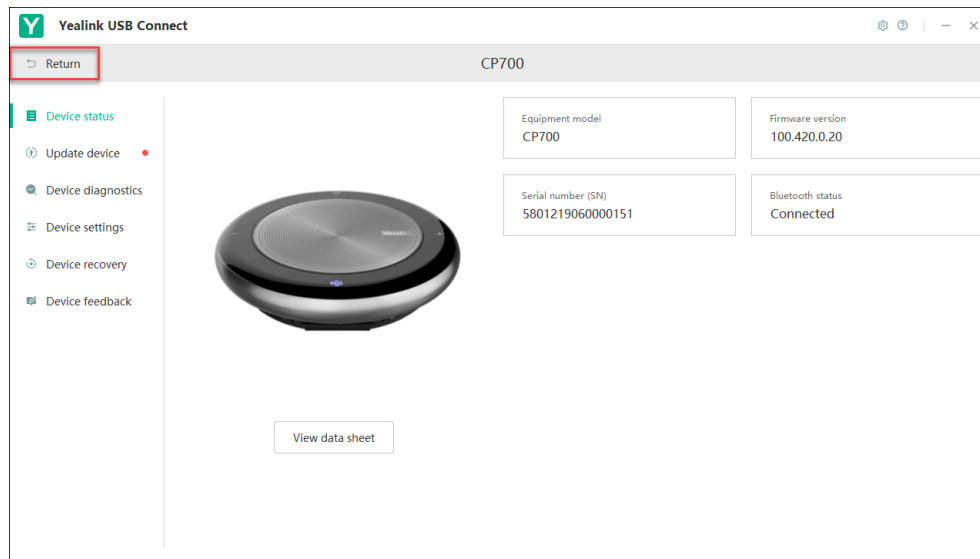 Yealink USB Connect
Return
CP700
Device status
Update device
Device diagnostics
Device settings
Device recovery
Device feedback
Equipment model
CP700
Firmware version
100.420.0.20
Serial number (SN)
5801219060000151
Bluetooth status
Connected
Yealink
View data sheet